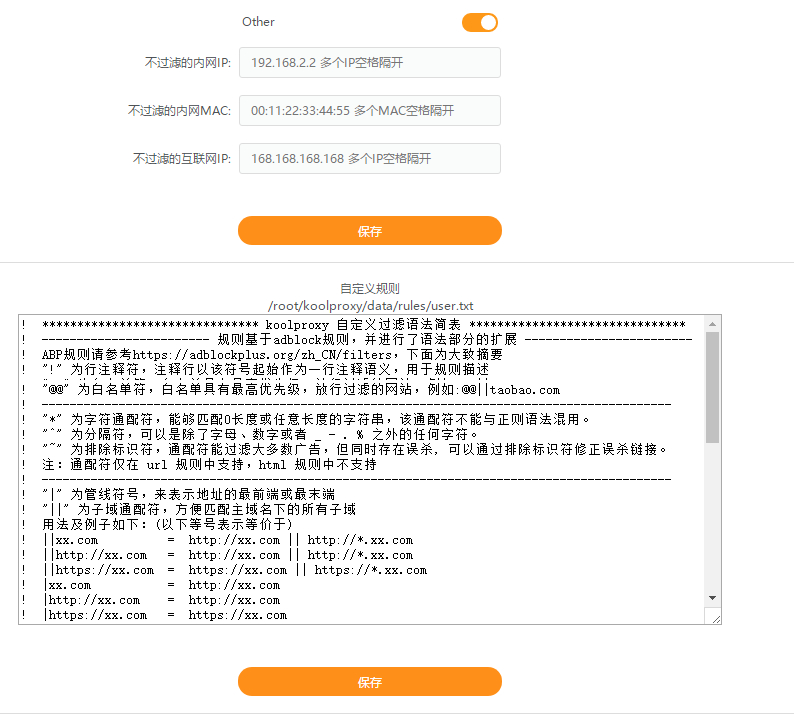 Other
不过滤的内网IP:
192.168.2.2 多个IP空格隔开
不过滤的内网MAC:
00:11:22:33:44:55 多个MAC空格隔开
不过滤的互联网IP:
168.168.168.168 多个IP空格隔开
保存
自定义规则
/root/koolproxy/data/rules/user.txt
!  ******************************* koolproxy 自定义过滤语法简表 *******************************
!  ------------------------ 规则基于adblock规则，并进行了语法部分的扩展 ------------------------
!  ABP规则请参考https://adblockplus.org/zh_CN/filters，下面为大致摘要
!  "!" 为行注释符，注释行以该符号起始作为一行注释语义，用于规则描述
!  "@@" 为白名单符，白名单具有最高优先级，放行过滤的网站，例如:@@||taobao.com
!  ------------------------------------------------------------------------------------------
!  "*" 为字符通配符，能够匹配0长度或任意长度的字符串，该通配符不能与正则语法混用。
!  "^" 为分隔符，可以是除了字母、数字或者 _ - . % 之外的任何字符。
!  "~" 为排除标识符，通配符能过滤大多数广告，但同时存在误杀, 可以通过排除标识符修正误杀链接。
!  注：通配符仅在 url 规则中支持，html 规则中不支持
!  ------------------------------------------------------------------------------------------
!  "|" 为管线符号，来表示地址的最前端或最末端
!  "||" 为子域通配符，方便匹配主域名下的所有子域
!  用法及例子如下：(以下等号表示等价于)
!  ||xx.com          =  http://xx.com || http://*.xx.com
!  ||http://xx.com   =  http://xx.com || http://*.xx.com
!  ||https://xx.com  =  https://xx.com || https://*.xx.com
!  |xx.com           =  http://xx.com
!  |http://xx.com    =  http://xx.com
!  |https://xx.com   =  https://xx.com
保存